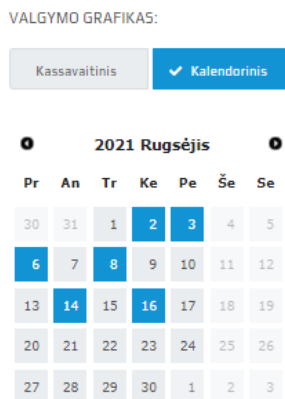 VALGYMO GRAFIKAS:
Kassavaitinis Kalendorinis
2021 Rugsėjis
Pr An Tr Ke Pe Še Se
30 31 1 2 3 4 5
6 7 8 9 10 11 12
13 14 15 16 17 18 19
20 21 22 23 24 25 26
27 28 29 30 1 2 3